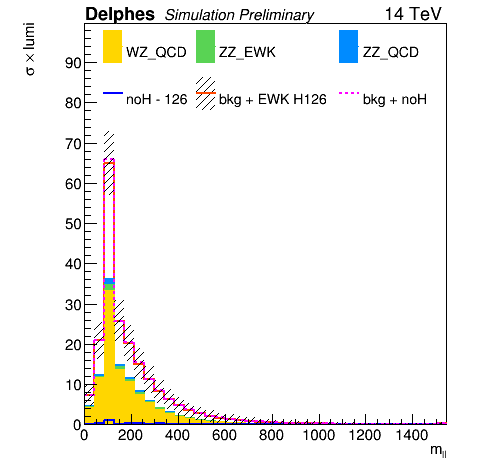 Delphes Simulation Preliminary 14 TeV
σ × lumi
WZ_QCD ZZ_EWK ZZ_QCD
noH - 126 bkg + EWK H126 bkg + noH
90
80
70
60
50
40
30
20
10
0
0 200 400 600 800 1000 1200 1400
m_ll